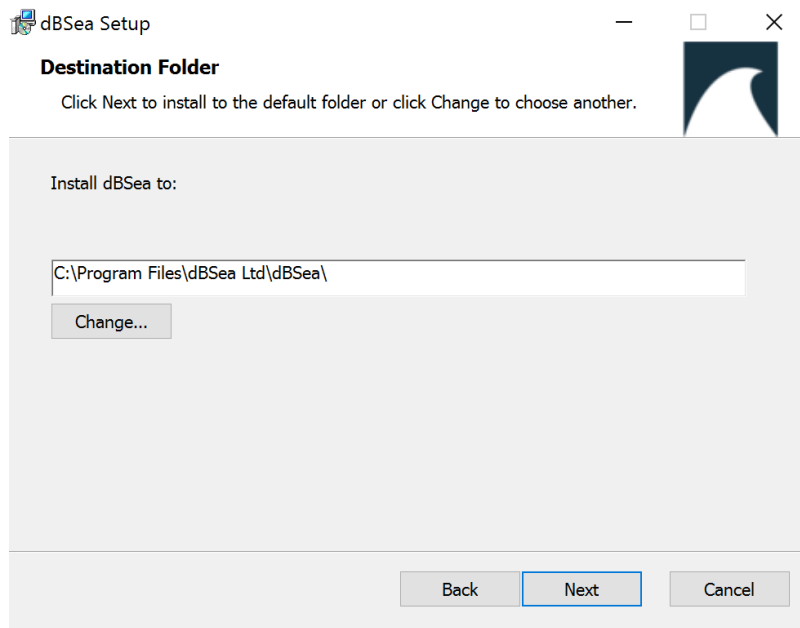 dBSea Setup
Destination Folder
Click Next to install to the default folder or click Change to choose another.
Install dBSea to:
C:\Program Files\dBSea Ltd\dBSea\
Change...
Back Next Cancel